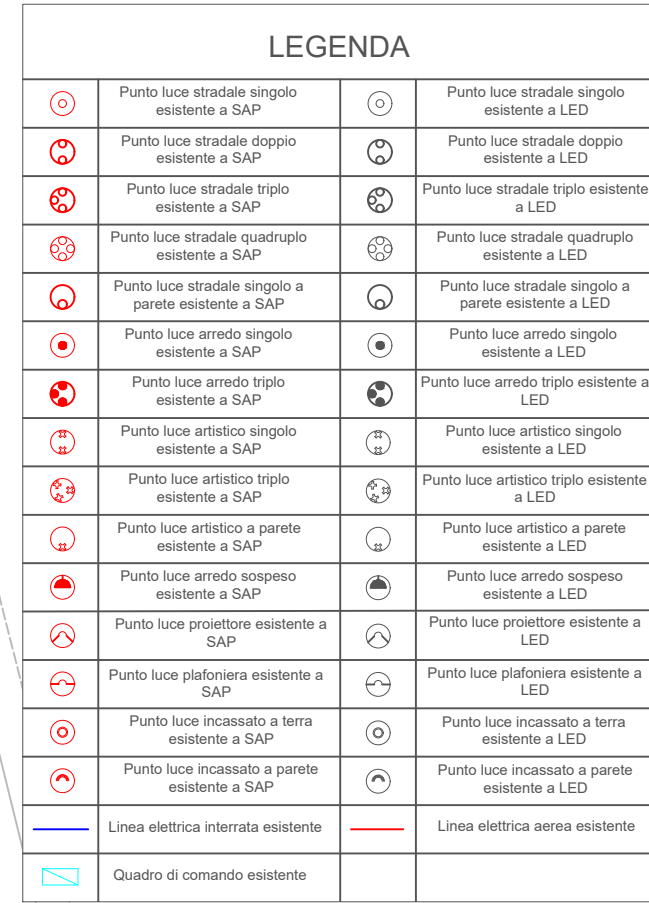 LEGENDA
Punto luce stradale singolo
esistente a SAP
Punto luce stradale singolo
esistente a LED
Punto luce stradale doppio
esistente a SAP
Punto luce stradale doppio
esistente a LED
Punto luce stradale triplo
esistente a SAP
Punto luce stradale triplo esistente
a LED
Punto luce stradale quadruplo
esistente a SAP
Punto luce stradale quadruplo
esistente a LED
Punto luce stradale singolo a
parete esistente a SAP
Punto luce stradale singolo a
parete esistente a LED
Punto luce arredo singolo
esistente a SAP
Punto luce arredo singolo
esistente a LED
Punto luce arredo triplo
esistente a SAP
Punto luce arredo triplo esistente a
LED
Punto luce artistico singolo
esistente a SAP
Punto luce artistico singolo
esistente a LED
Punto luce artistico triplo
esistente a SAP
Punto luce artistico triplo esistente
a LED
Punto luce artistico a parete
esistente a SAP
Punto luce artistico a parete
esistente a LED
Punto luce arredo sospeso
esistente a SAP
Punto luce arredo sospeso
esistente a LED
Punto luce proiettore esistente a
SAP
Punto luce proiettore esistente a
LED
Punto luce plafoniera esistente a
SAP
Punto luce plafoniera esistente a
LED
Punto luce incassato a terra
esistente a SAP
Punto luce incassato a terra
esistente a LED
Punto luce incassato a parete
esistente a SAP
Punto luce incassato a parete
esistente a LED
Linea elettrica interrata esistente
Linea elettrica aerea esistente
Quadro di comando esistente